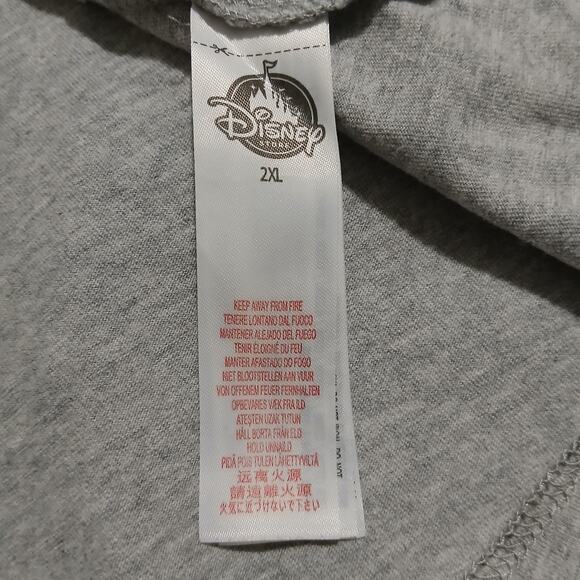 Disney
STORE
2XL
KEEP AWAY FROM FIRE
TENERE LONTANO DAL FUOCO
MANTENER ALEJADO DEL FUEGO
TENIR ÉLOIGNÉ DU FEU
MANTER AFASTADO DO FOGO
NIET BLOOTSTELLEN AAN VUUR
VON OFFENEM FEUER FERNHALTEN
OPBEVARES VÆK FRA ILD
ATEŞTEN UZAK TUTUN
HÅLL BORTA FRÅN ELD
HOLD UNNA ILD
PIDÄ POIS TULEN LÄHETTYVILTÄ
远离火源
請遠離火源
火気に近づけないで下さい